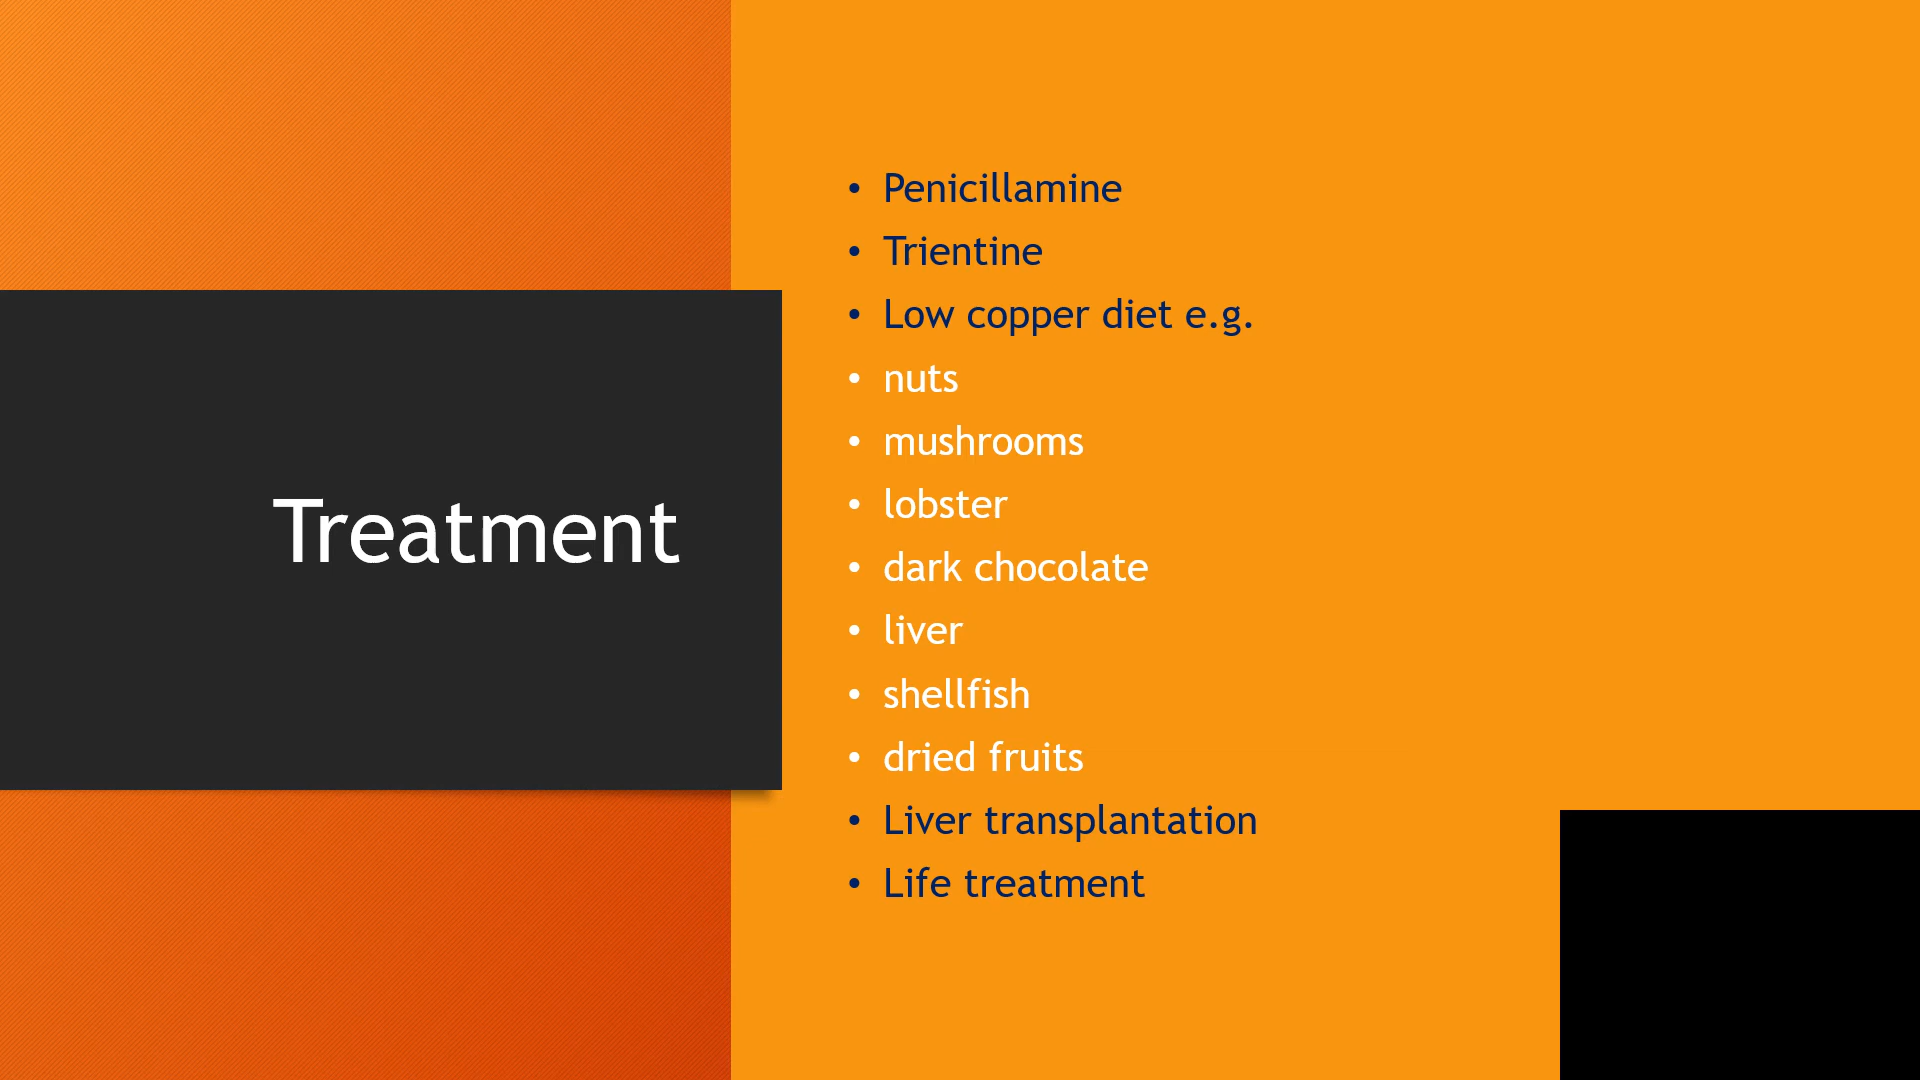 Treatment
• Penicillamine
• Trientine
• Low copper diet e.g.
• nuts
• mushrooms
• lobster
• dark chocolate
• liver
• shellfish
• dried fruits
• Liver transplantation
• Life treatment